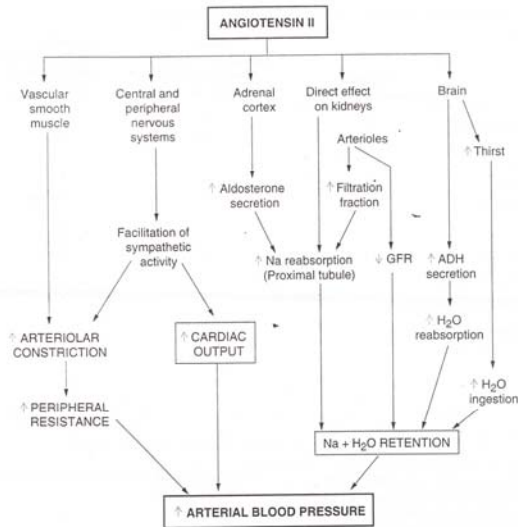 ANGIOTENSIN II
Vascular
smooth
muscle
Central and
peripheral
nervous
systems
Adrenal
cortex
Direct effect
on kidneys
Brain
Arterioles
↑ Thirst
↑ Aldosterone
secretion
↑ Filtration
fraction
Facilitation of
sympathetic
activity
↑ Na reabsorption
(Proximal tubule)
↓ GFR
↑ ADH
secretion
↑ H₂O
reabsorption
↑ ARTERIOLAR
CONSTRICTION
↑ CARDIAC
OUTPUT
↑ H₂O
ingestion
↑ PERIPHERAL
RESISTANCE
Na + H₂O RETENTION
↑ ARTERIAL BLOOD PRESSURE